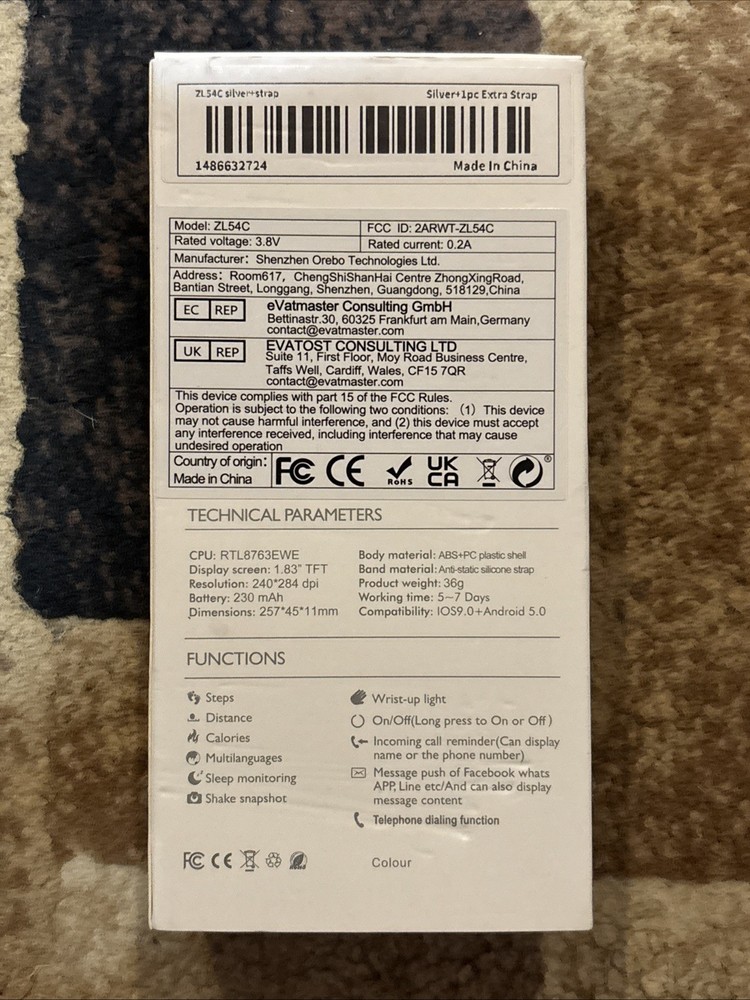 ZL54C silver+strap
Silver+1pc Extra Strap
1486632724
Made In China
Model: ZL54C
FCC ID: 2ARWT-ZL54C
Rated voltage: 3.8V
Rated current: 0.2A
Manufacturer: Shenzhen Orebo Technologies Ltd.
Address: Room617, ChengShiShanHai Centre ZhongXingRoad,
Bantian Street, Longgang, Shenzhen, Guangdong, 518129,China
EC REP
eVatmaster Consulting GmbH
Bettinastr.30, 60325 Frankfurt am Main,Germany
contact@evatmaster.com
UK REP
EVATOST CONSULTING LTD
Suite 11, First Floor, Moy Road Business Centre,
Taffs Well, Cardiff, Wales, CF15 7QR
contact@evatmaster.com
This device complies with part 15 of the FCC Rules.
Operation is subject to the following two conditions: (1) This device
may not cause harmful interference, and (2) this device must accept
any interference received, including interference that may cause
undesired operation
Country of origin:
Made in China
FC CE RoHS UK CA ®
TECHNICAL PARAMETERS
CPU: RTL8763EWE
Display screen: 1.83" TFT
Resolution: 240*284 dpi
Battery: 230 mAh
Dimensions: 257*45*11mm
Body material: ABS+PC plastic shell
Band material: Anti-static silicone strap
Product weight: 36g
Working time: 5~7 Days
Compatibility: IOS9.0+Android 5.0
FUNCTIONS
Steps
Distance
Calories
Multilanguages
Sleep monitoring
Shake snapshot
Wrist-up light
On/Off(Long press to On or Off )
Incoming call reminder(Can display
name or the phone number)
Message push of Facebook whats
APP, Line etc/And can also display
message content
Telephone dialing function
FC CE
Colour